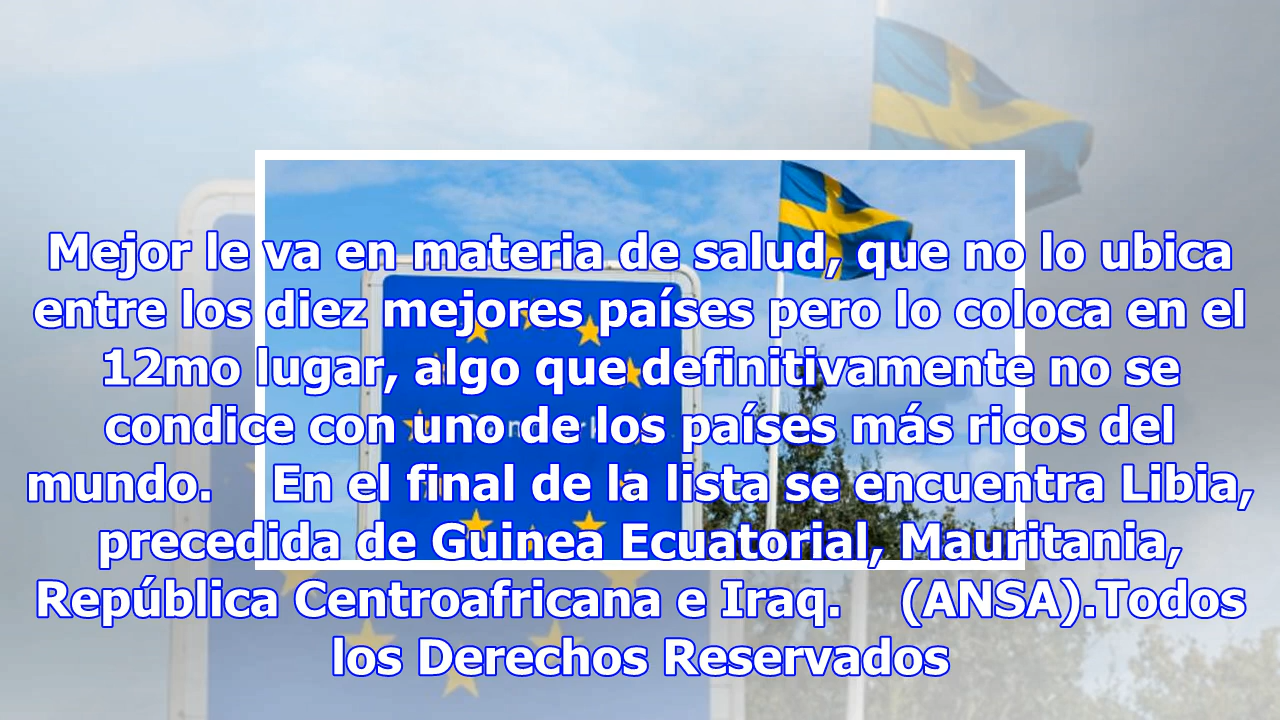 Mejor le va en materia de salud, que no lo ubica
entre los diez mejores países pero lo coloca en el
12mo lugar, algo que definitivamente no se
condice con uno de los países más ricos del
mundo.    En el final de la lista se encuentra Libia,
precedida de Guinea Ecuatorial, Mauritania,
República Centroafricana e Iraq.    (ANSA).Todos
los Derechos Reservados